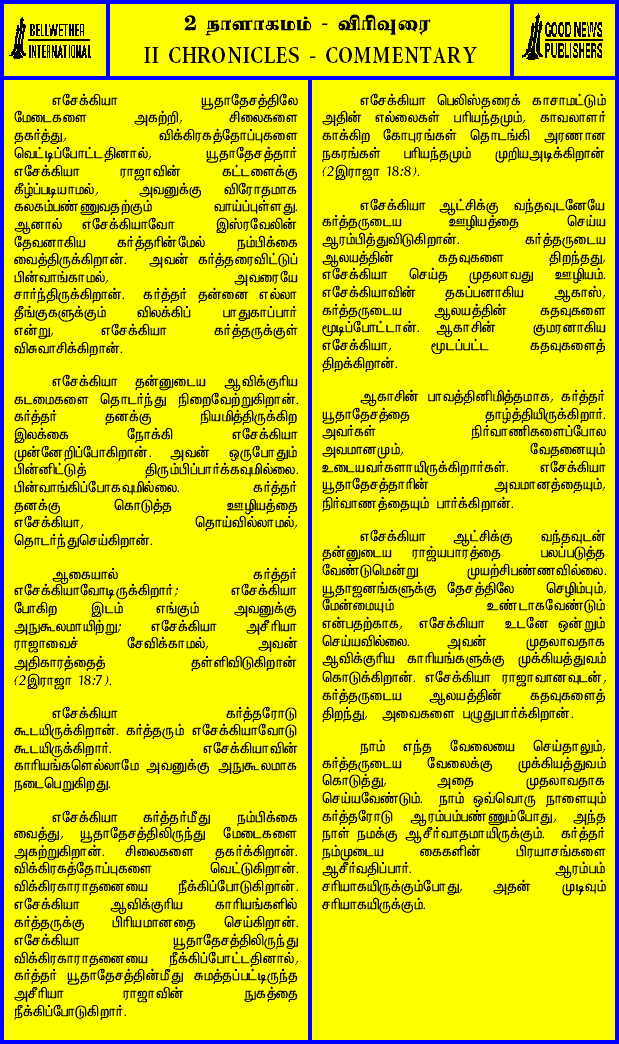 BELLWETHER
INTERNATIONAL
2 நாளாகமம் - விரிவுரை
II CHRONICLES - COMMENTARY
GOOD NEWS
PUBLISHERS
எசேக்கியா யூதாதேசத்திலே
மேடைகளை அகற்றி, சிலைகளை
தகர்த்து, விக்கிரகத்தோப்புகளை
வெட்டிப்போட்டதினால், யூதாதேசத்தார்
எசேக்கியா ராஜாவின் கட்டளைக்கு
கீழ்ப்படியாமல், அவனுக்கு விரோதமாக
கலகம்பண்ணுவதற்கும் வாய்ப்புள்ளது.
ஆனால் எசேக்கியாவோ இஸ்ரவேலின்
தேவனாகிய கர்த்தரின்மேல் நம்பிக்கை
வைத்திருக்கிறான். அவன் கர்த்தரைவிட்டுப்
பின்வாங்காமல், அவரையே
சார்ந்திருக்கிறான். கர்த்தர் தன்னை எல்லா
தீங்குகளுக்கும் விலக்கிப் பாதுகாப்பார்
என்று, எசேக்கியா கர்த்தருக்குள்
விசுவாசிக்கிறான்.
எசேக்கியா தன்னுடைய ஆவிக்குரிய
கடமைகளை தொடர்ந்து நிறைவேற்றுகிறான்.
கர்த்தர் தனக்கு நியமித்திருக்கிற
இலக்கை நோக்கி எசேக்கியா
முன்னேறிப்போகிறான். அவன் ஒருபோதும்
பின்னிட்டுத் திரும்பிப்பார்க்கவுமில்லை.
பின்வாங்கிப்போகவுமில்லை. கர்த்தர்
தனக்கு கொடுத்த ஊழியத்தை
எசேக்கியா, தொய்வில்லாமல்,
தொடர்ந்துசெய்கிறான்.
ஆகையால் கர்த்தர்
எசேக்கியாவோடிருக்கிறார்; எசேக்கியா
போகிற இடம் எங்கும் அவனுக்கு
அநுகூலமாயிற்று; எசேக்கியா அசீரியா
ராஜாவைச் சேவிக்காமல், அவன்
அதிகாரத்தைத் தள்ளிவிடுகிறான்
(2இராஜா 18:7).
எசேக்கியா கர்த்தரோடு
கூடயிருக்கிறான். கர்த்தரும் எசேக்கியாவோடு
கூடயிருக்கிறார். எசேக்கியாவின்
காரியங்களெல்லாமே அவனுக்கு அநுகூலமாக
நடைபெறுகிறது.
எசேக்கியா கர்த்தர்மீது நம்பிக்கை
வைத்து, யூதாதேசத்திலிருந்து மேடைகளை
அகற்றுகிறான். சிலைகளை தகர்க்கிறான்.
விக்கிரகத்தோப்புகளை வெட்டுகிறான்.
விக்கிரகாராதனையை நீக்கிப்போடுகிறான்.
எசேக்கியா ஆவிக்குரிய காரியங்களில்
கர்த்தருக்கு பிரியமானதை செய்கிறான்.
எசேக்கியா யூதாதேசத்திலிருந்து
விக்கிரகாராதனையை நீக்கிப்போட்டதினால்,
கர்த்தர் யூதாதேசத்தின்மீது சுமத்தப்பட்டிருந்த
அசீரியா ராஜாவின் நுகத்தை
நீக்கிப்போடுகிறார்.
எசேக்கியா பெலிஸ்தரைக் காசாமட்டும்
அதின் எல்லைகள் பரியந்தமும், காவலாளர்
காக்கிற கோபுரங்கள் தொடங்கி அரணான
நகரங்கள் பரியந்தமும் முறியஅடிக்கிறான்
(2இராஜா 18:8).
எசேக்கியா ஆட்சிக்கு வந்தவுடனேயே
கர்த்தருடைய ஊழியத்தை செய்ய
ஆரம்பித்துவிடுகிறான். கர்த்தருடைய
ஆலயத்தின் கதவுகளை திறந்தது,
எசேக்கியா செய்த முதலாவது ஊழியம்.
எசேக்கியாவின் தகப்பனாகிய ஆகாஸ்,
கர்த்தருடைய ஆலயத்தின் கதவுகளை
மூடிப்போட்டான். ஆகாசின் குமரனாகிய
எசேக்கியா, மூடப்பட்ட கதவுகளைத்
திறக்கிறான்.
ஆகாசின் பாவத்தினிமித்தமாக, கர்த்தர்
யூதாதேசத்தை தாழ்த்தியிருக்கிறார்.
அவர்கள் நிர்வாணிகளைப்போல
அவமானமும், வேதனையும்
உடையவர்களாயிருக்கிறார்கள். எசேக்கியா
யூதாதேசத்தாரின் அவமானத்தையும்,
நிர்வாணத்தையும் பார்க்கிறான்.
எசேக்கியா ஆட்சிக்கு வந்தவுடன்
தன்னுடைய ராஜ்யபாரத்தை பலப்படுத்த
வேண்டுமென்று முயற்சிபண்ணவில்லை.
யூதாஜனங்களுக்கு தேசத்திலே செழிம்பும்,
மேன்மையும் உண்டாகவேண்டும்
என்பதற்காக, எசேக்கியா உடனே ஒன்றும்
செய்யவில்லை. அவன் முதலாவதாக
ஆவிக்குரிய காரியங்களுக்கு முக்கியத்துவம்
கொடுக்கிறான். எசேக்கியா ராஜாவானவுடன்,
கர்த்தருடைய ஆலயத்தின் கதவுகளைத்
திறந்து, அவைகளை பழுதுபார்க்கிறான்.
நாம் எந்த வேலையை செய்தாலும்,
கர்த்தருடைய வேலைக்கு முக்கியத்துவம்
கொடுத்து, அதை முதலாவதாக
செய்யவேண்டும். நாம் ஒவ்வொரு நாளையும்
கர்த்தரோடு ஆரம்பம்பண்ணும்போது, அந்த
நாள் நமக்கு ஆசீர்வாதமாயிருக்கும். கர்த்தர்
நம்முடைய கைகளின் பிரயாசங்களை
ஆசீர்வதிப்பார். ஆரம்பம்
சரியாகயிருக்கும்போது, அதன் முடிவும்
சரியாகயிருக்கும்.